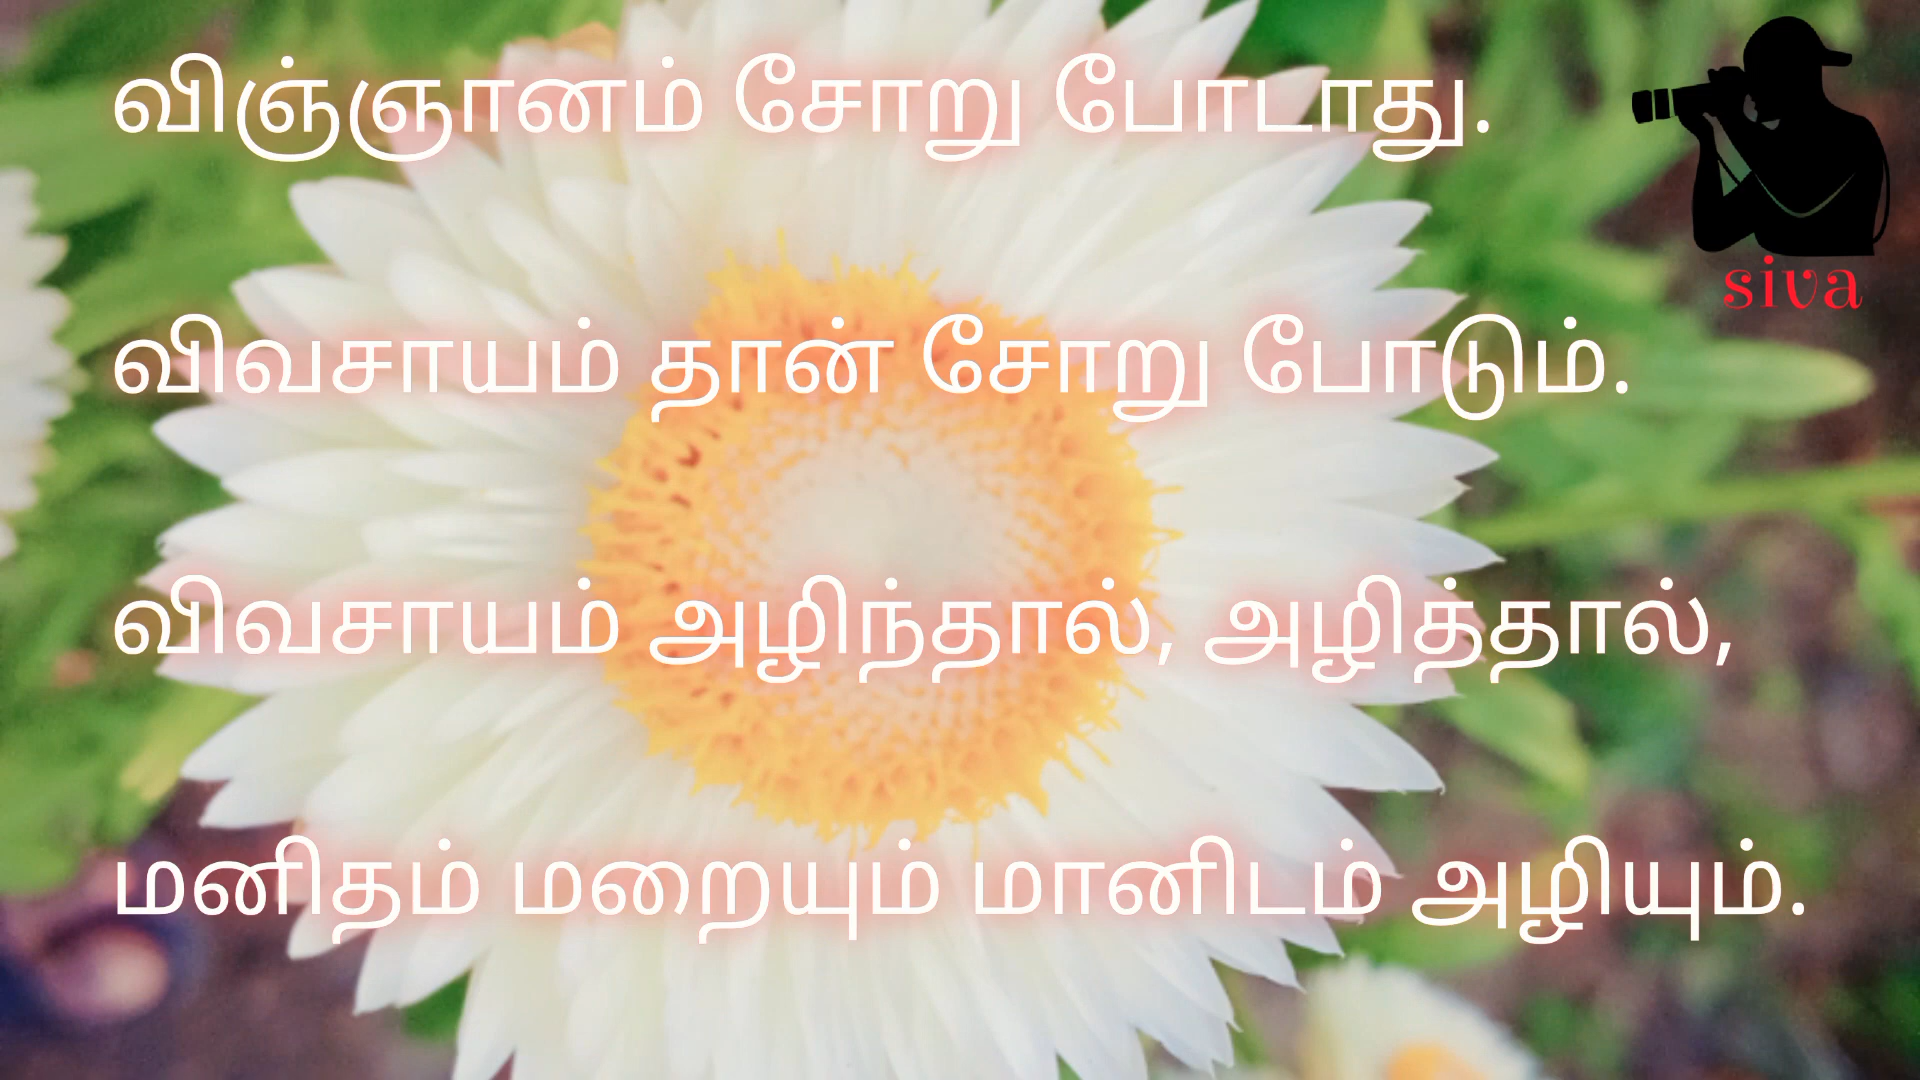 விஞ்ஞானம் சோறு போடாது.
siva
விவசாயம் தான் சோறு போடும்.
விவசாயம் அழிந்தால், அழித்தால்,
மனிதம் மறையும் மானிடம் அழியும்.